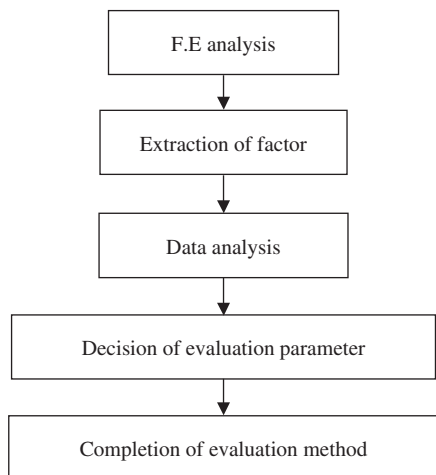 F.E analysis
Extraction of factor
Data analysis
Decision of evaluation parameter
Completion of evaluation method